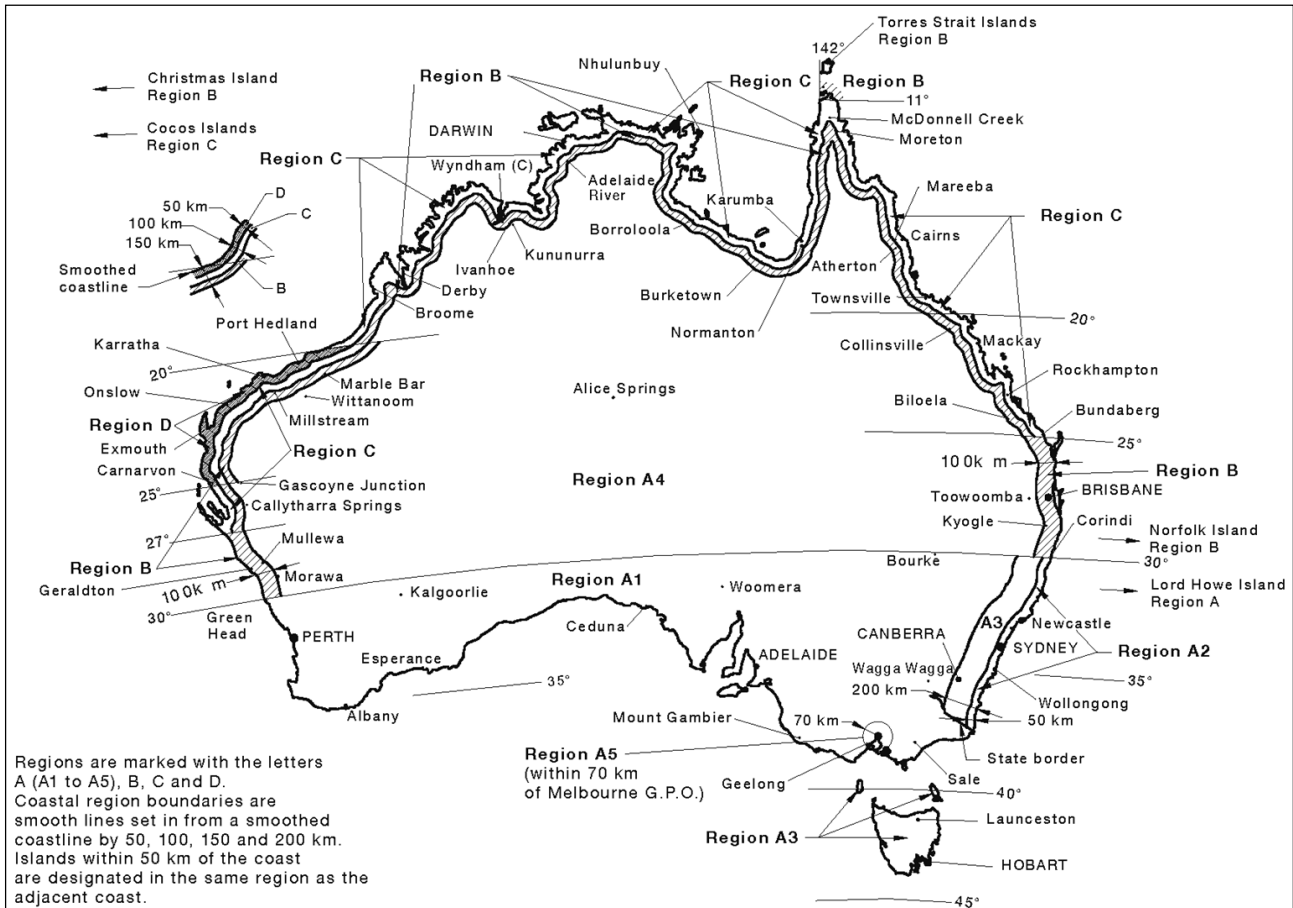 Torres Strait Islands
Region B
142°
Nhulunbuy
Region C
Region B
11°
Region B
Christmas Island
Region B
Cocos Islands
Region C
DARWIN
McDonnell Creek
Moreton
Region C
Wyndham (C)
Adelaide
River
Mareeba
D
C
50 km
100 km
150 km
Karumba
Region C
Borroloola
Cairns
Smoothed
coastline
B
Ivanhoe
Kununurra
Atherton
Derby
Broome
Burketown
Townsville
Port Hedland
Normanton
20°
Collinsville
Karratha
Mackay
20°
Marble Bar
Wittanoom
Alice Springs
Rockhampton
Onslow
Millstream
Biloela
Bundaberg
Region D
25°
Exmouth
Region C
10 0k m
Region B
Carnarvon
Region A4
Gascoyne Junction
25°
Toowoomba
BRISBANE
Callytharra Springs
Kyogle
Corindi
27°
Mullewa
Norfolk Island
Region B
Bourke
30°
Region B
Morawa
Region A1
Geraldton
10 0k m
Kalgoorlie
Woomera
Lord Howe Island
Region A
30°
Green
Head
Ceduna
A3
Newcastle
PERTH
CANBERRA
SYDNEY
Region A2
Esperance
ADELAIDE
Wagga Wagga
35°
35°
200 km
Wollongong
Albany
Mount Gambier
70 km
50 km
Region A5
(within 70 km
of Melbourne G.P.O.)
State border
Geelong
Sale
40°
Launceston
Region A3
HOBART
45°
Regions are marked with the letters
A (A1 to A5), B, C and D.
Coastal region boundaries are
smooth lines set in from a smoothed
coastline by 50, 100, 150 and 200 km.
Islands within 50 km of the coast
are designated in the same region as the
adjacent coast.